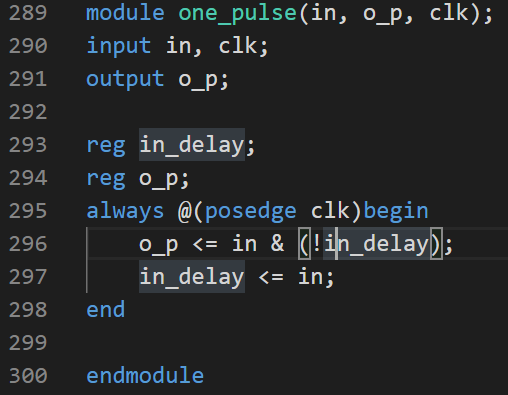 289 module one_pulse(in, o_p, clk);
290 input in, clk;
291 output o_p;
292
293 reg in_delay;
294 reg o_p;
295 always @(posedge clk)begin
296     o_p <= in & (!in_delay);
297     in_delay <= in;
298 end
299
300 endmodule